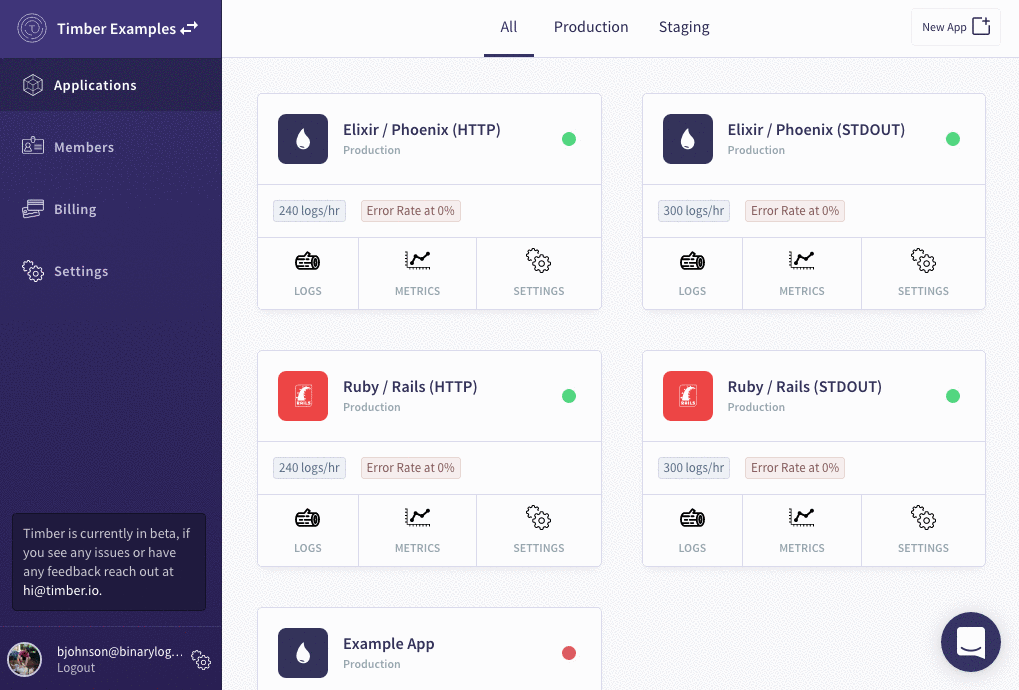 Timber Examples
Applications
Members
Billing
Settings
Timber is currently in beta, if
you see any issues or have
any feedback reach out at
hi@timber.io.
bjohnson@binarylog...
Logout
All
Production
Staging
New App
Elixir / Phoenix (HTTP)
Production
240 logs/hr
Error Rate at 0%
LOGS
METRICS
SETTINGS
Elixir / Phoenix (STDOUT)
Production
300 logs/hr
Error Rate at 0%
LOGS
METRICS
SETTINGS
RAILS
Ruby / Rails (HTTP)
Production
240 logs/hr
Error Rate at 0%
LOGS
METRICS
SETTINGS
RAILS
Ruby / Rails (STDOUT)
Production
300 logs/hr
Error Rate at 0%
LOGS
METRICS
SETTINGS
Example App
Production